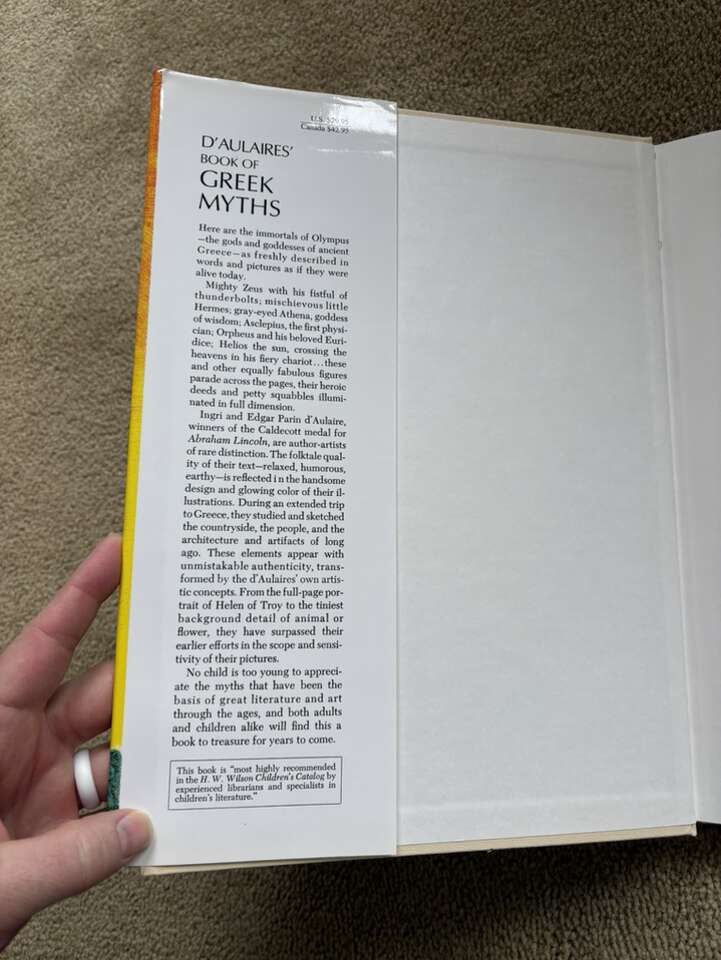 U.S. $29.95
Canada $42.95
D'AULAIRES'
BOOK OF
GREEK
MYTHS
Here are the immortals of Olympus
—the gods and goddesses of ancient
Greece—as freshly described in
words and pictures as if they were
alive today.
Mighty Zeus with his fistful of
thunderbolts; mischievous little
Hermes; gray-eyed Athena, goddess
of wisdom; Asclepius, the first physi-
cian; Orpheus and his beloved Euri-
dice; Helios the sun, crossing the
heavens in his fiery chariot...these
and other equally fabulous figures
parade across the pages, their heroic
deeds and petty squabbles illumi-
nated in full dimension.
Ingri and Edgar Parin d'Aulaire,
winners of the Caldecott medal for
Abraham Lincoln, are author-artists
of rare distinction. The folktale qual-
ity of their text—relaxed, humorous,
earthy—is reflected in the handsome
design and glowing color of their il-
lustrations. During an extended trip
to Greece, they studied and sketched
the countryside, the people, and the
architecture and artifacts of long
ago. These elements appear with
unmistakable authenticity, trans-
formed by the d'Aulaires' own artis-
tic concepts. From the full-page por-
trait of Helen of Troy to the tiniest
background detail of animal or
flower, they have surpassed their
earlier efforts in the scope and sensi-
tivity of their pictures.
No child is too young to appreci-
ate the myths that have been the
basis of great literature and art
through the ages, and both adults
and children alike will find this a
book to treasure for years to come.
This book is "most highly recommended
in the H. W. Wilson Children's Catalog by
experienced librarians and specialists in
children's literature."